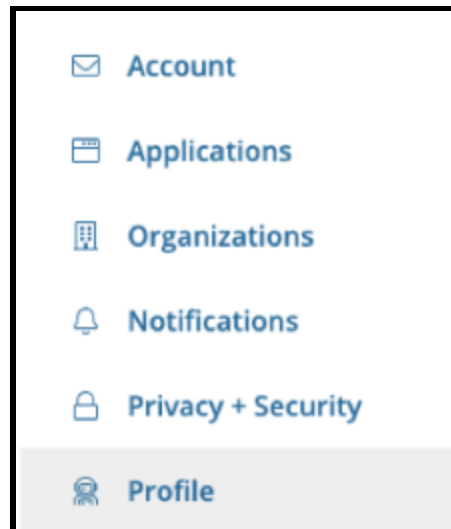 Account
Applications
Organizations
Notifications
Privacy + Security
Profile